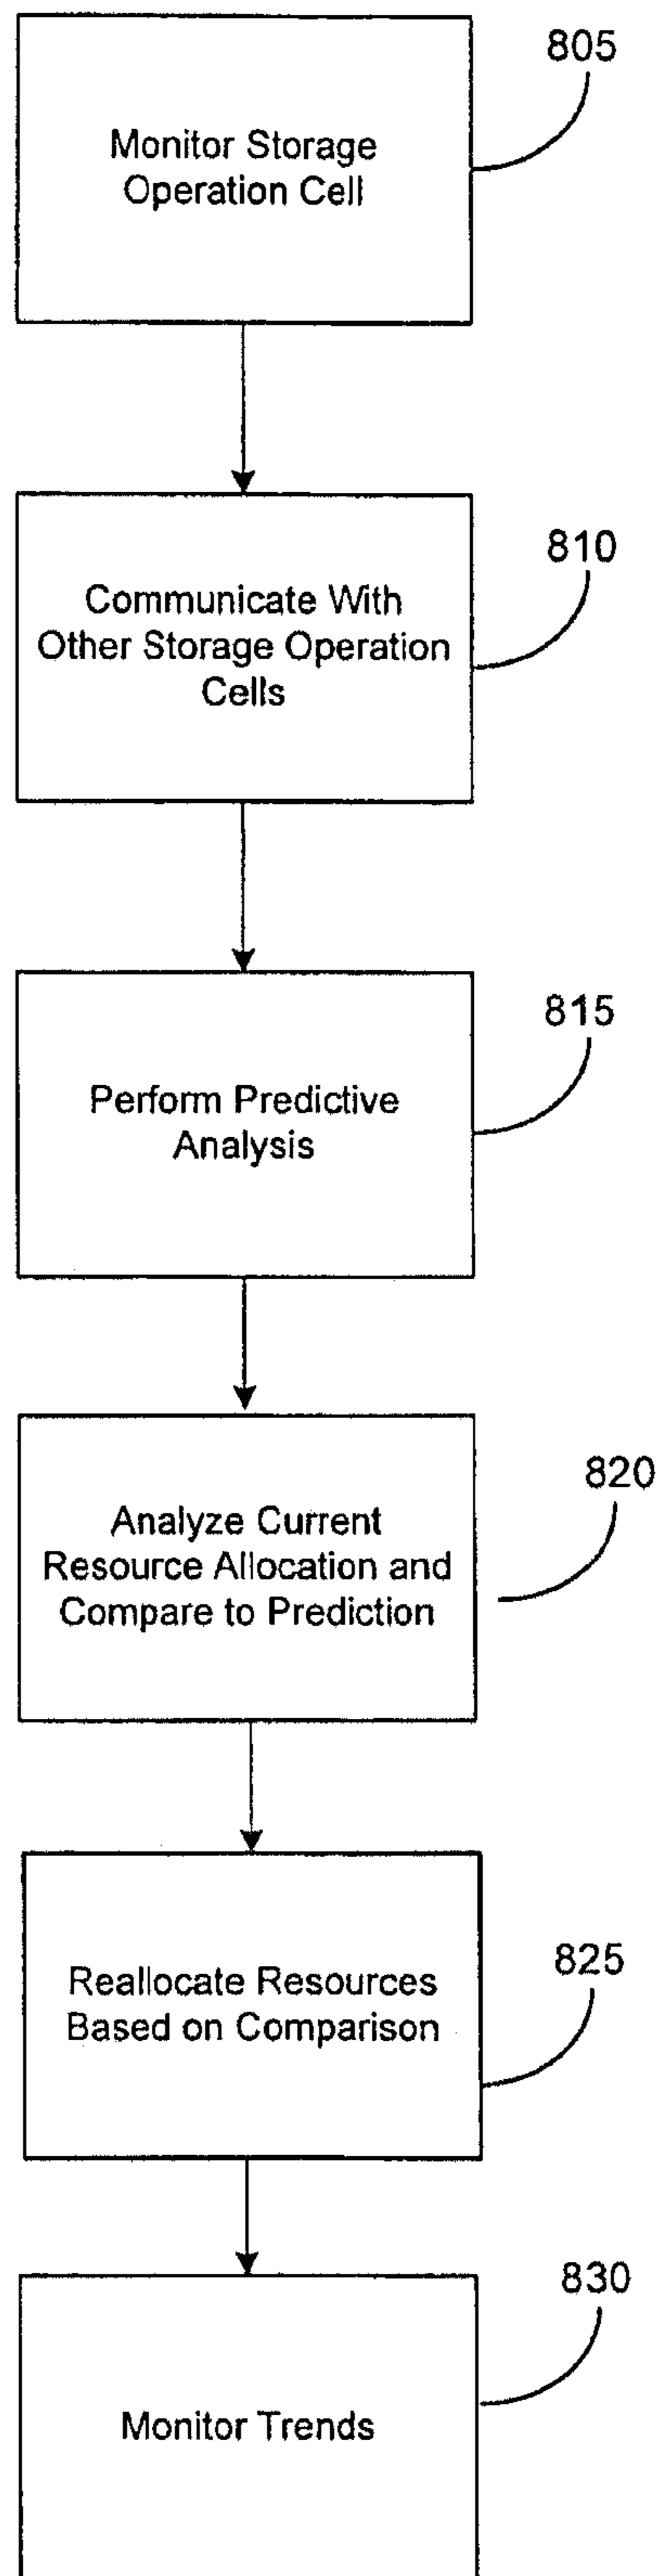 805
Monitor Storage
Operation Cell
810
Communicate With
Other Storage Operation
Cells
815
Perform Predictive
Analysis
820
Analyze Current
Resource Allocation and
Compare to Prediction
825
Reallocate Resources
Based on Comparison
830
Monitor Trends